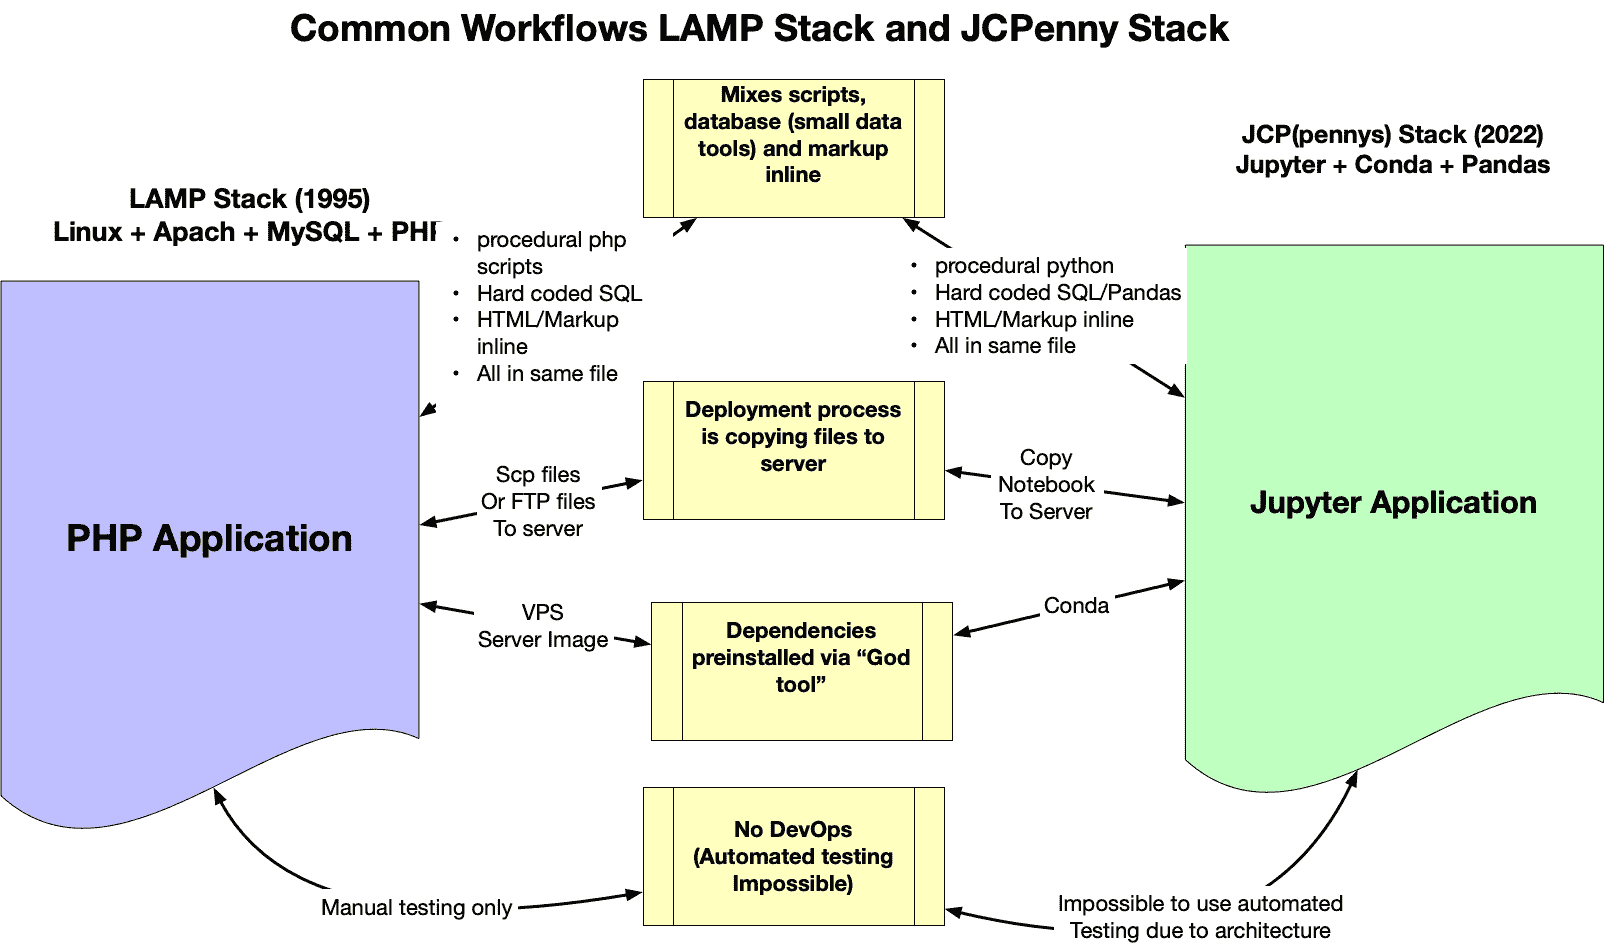 Common Workflows LAMP Stack and JCPenny Stack
Mixes scripts,
database (small data
tools) and markup
inline
JCP(pennys) Stack (2022)
Jupyter + Conda + Pandas
LAMP Stack (1995)
Linux + Apach + MySQL + PHP
• procedural php
scripts
• Hard coded SQL
• HTML/Markup
inline
• All in same file
• procedural python
• Hard coded SQL/Pandas
• HTML/Markup inline
• All in same file
Deployment process
is copying files to
server
Scp files
Or FTP files
To server
Copy
Notebook
To Server
PHP Application
Jupyter Application
VPS
Server Image
Dependencies
preinstalled via “God
tool”
Conda
No DevOps
(Automated testing
Impossible)
Manual testing only
Impossible to use automated
Testing due to architecture